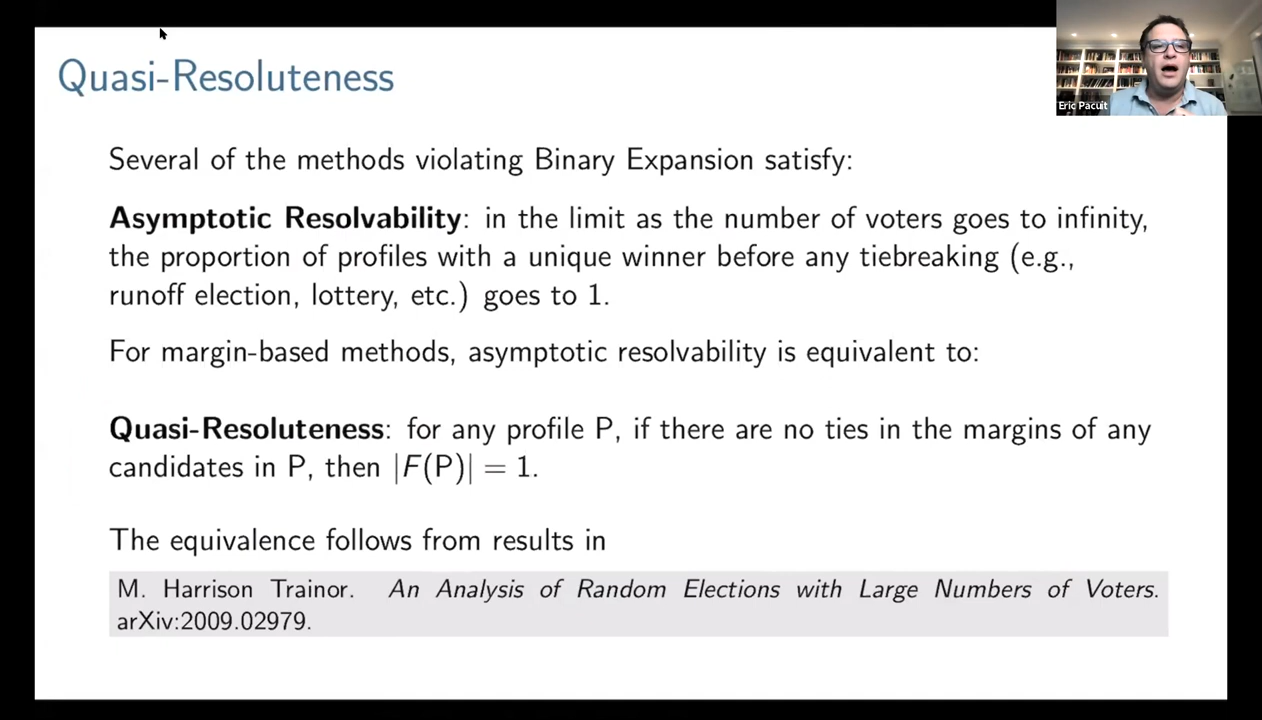 Quasi-Resoluteness
Eric Pacuit
Several of the methods violating Binary Expansion satisfy:
Asymptotic Resolvability: in the limit as the number of voters goes to infinity,
the proportion of profiles with a unique winner before any tiebreaking (e.g.,
runoff election, lottery, etc.) goes to 1.
For margin-based methods, asymptotic resolvability is equivalent to:
Quasi-Resoluteness: for any profile P, if there are no ties in the margins of any
candidates in P, then |F(P)| = 1.
The equivalence follows from results in
M. Harrison Trainor. An Analysis of Random Elections with Large Numbers of Voters.
arXiv:2009.02979.